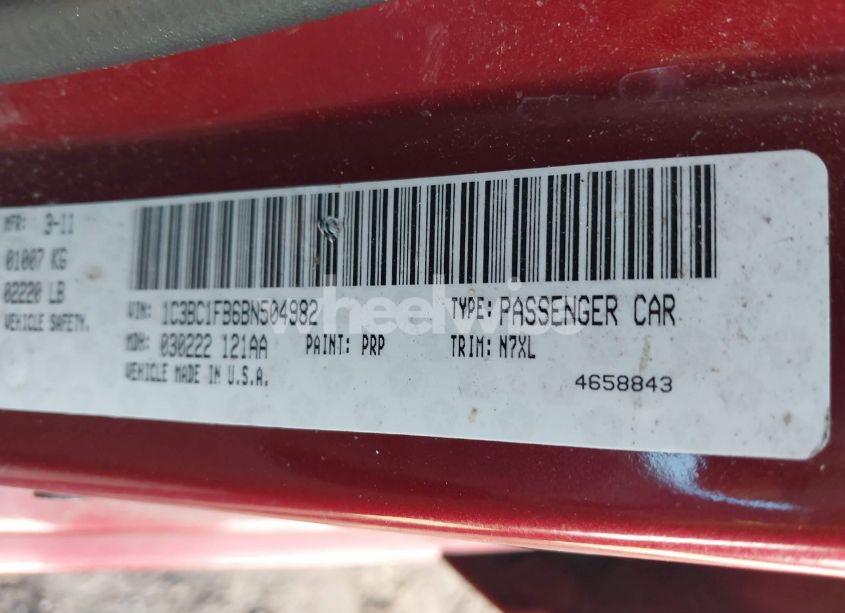 MFR: 3-11
01007 KG
02220 LB
VEHICLE SAFETY.
VIN: 1C3BC1FB6BN504982
TYPE: PASSENGER CAR
MDH: 030222 121AA
PAINT: PRP
TRIM: N7XL
VEHICLE MADE IN U.S.A.
4658843